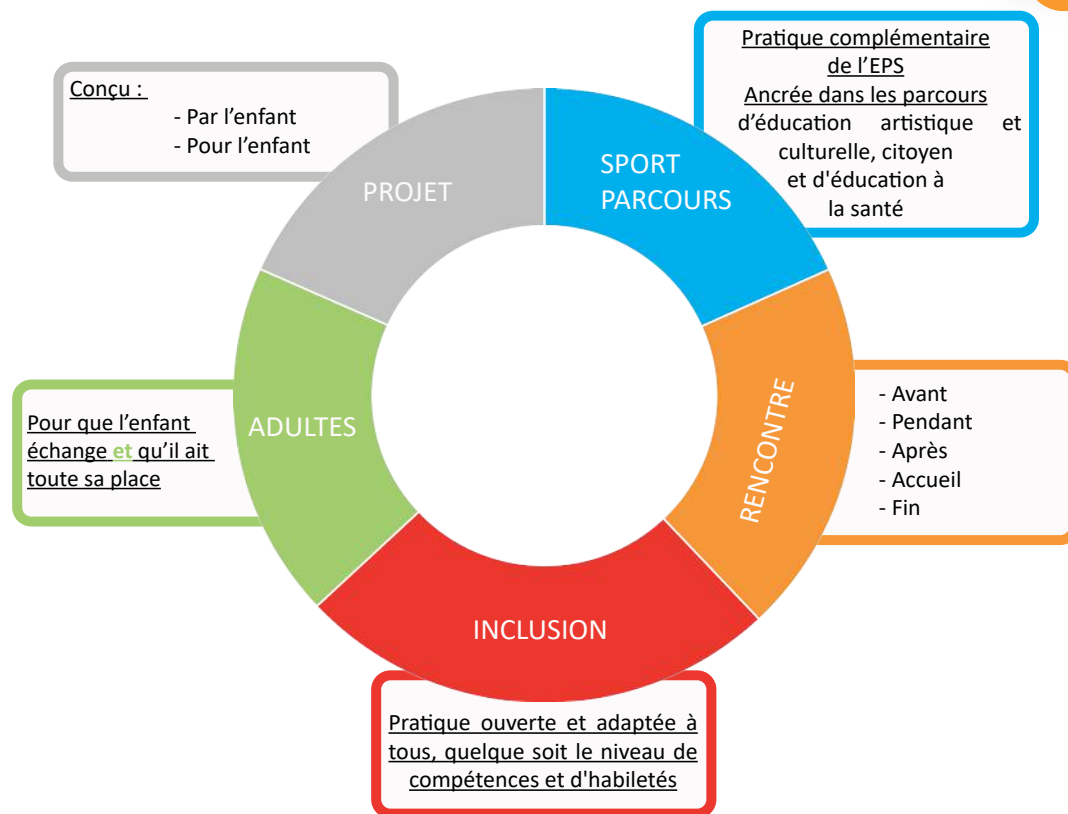 Pratique complémentaire
de l'EPS
Ancrée dans les parcours
d'éducation artistique et
culturelle, citoyen
et d'éducation à
la santé
Conçu :
- Par l'enfant
- Pour l'enfant
PROJET
SPORT
PARCOURS
Pour que l'enfant
échange et qu'il ait
toute sa place
ADULTES
RENCONTRE
- Avant
- Pendant
- Après
- Accueil
- Fin
INCLUSION
Pratique ouverte et adaptée à
tous, quelque soit le niveau de
compétences et d'habiletés